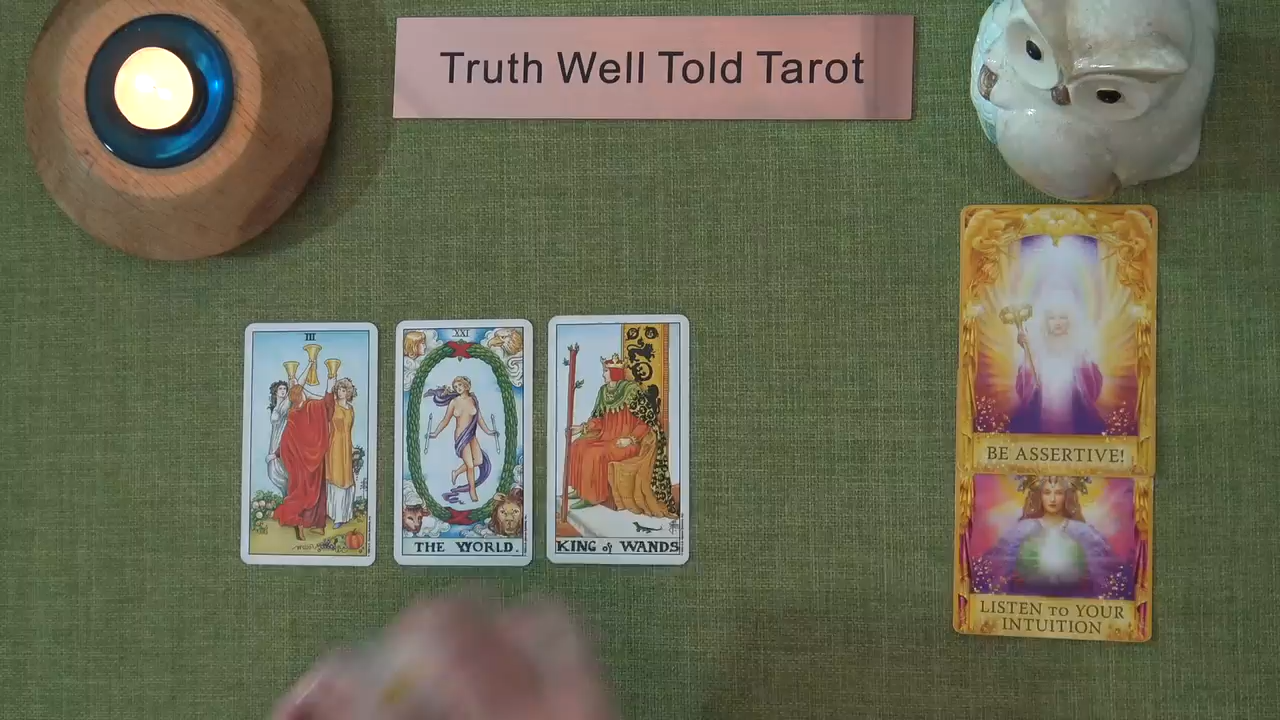 Truth Well Told Tarot
III
XXI
THE WORLD.
KING of WANDS
BE ASSERTIVE!
LISTEN TO YOUR
INTUITION